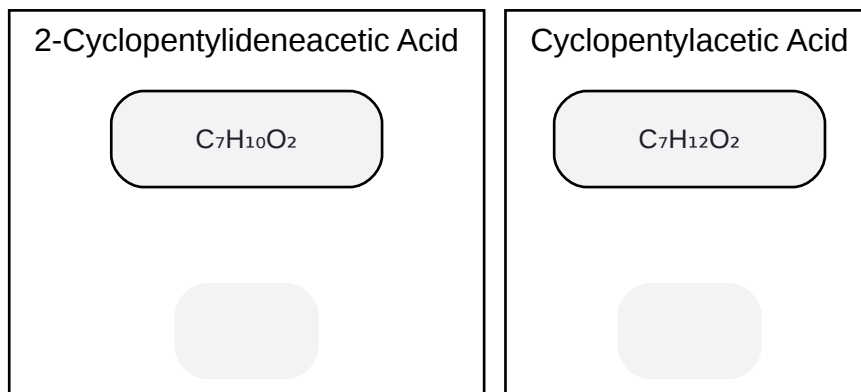 2-Cyclopentylideneacetic Acid
C₇H₁₀O₂
Cyclopentylacetic Acid
C₇H₁₂O₂